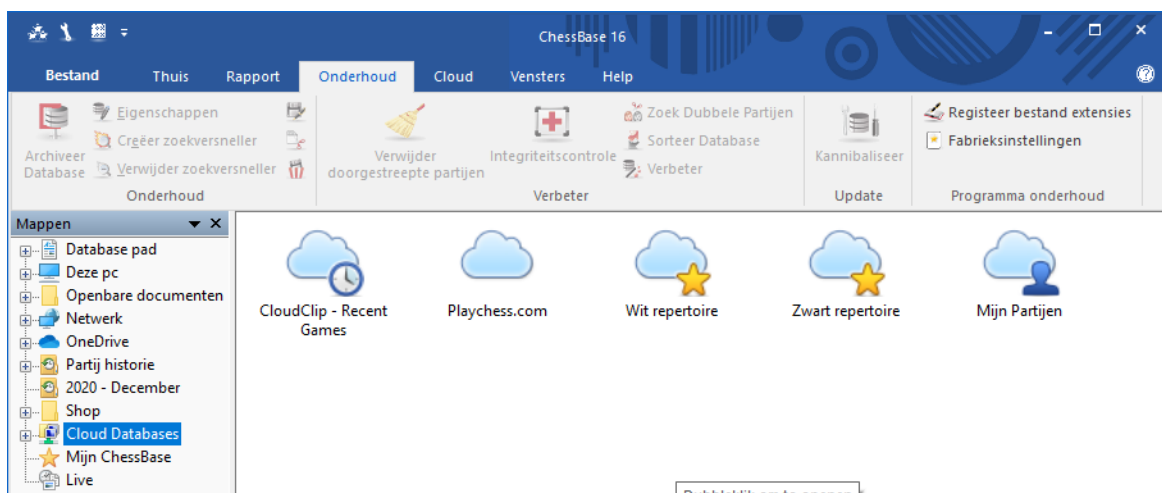 ChessBase 16
Bestand Thuis Rapport Onderhoud Cloud Vensters Help
Archiveer
Database
Eigenschappen
Creëer zoekversneller
Verwijder zoekversneller
Onderhoud
Verwijder
doorgestreepte partijen
Integriteitscontrole
Zoek Dubbele Partijen
Sorteer Database
Verbeter
Verbeter
Kannibaliseer
Update
Registeer bestand extensies
Fabrieksinstellingen
Programma onderhoud
Mappen
Database pad
Deze pc
Openbare documenten
Netwerk
OneDrive
Partij historie
2020 - December
Shop
Cloud Databases
Mijn ChessBase
Live
CloudClip - Recent
Games
Playchess.com
Wit repertoire
Zwart repertoire
Mijn Partijen